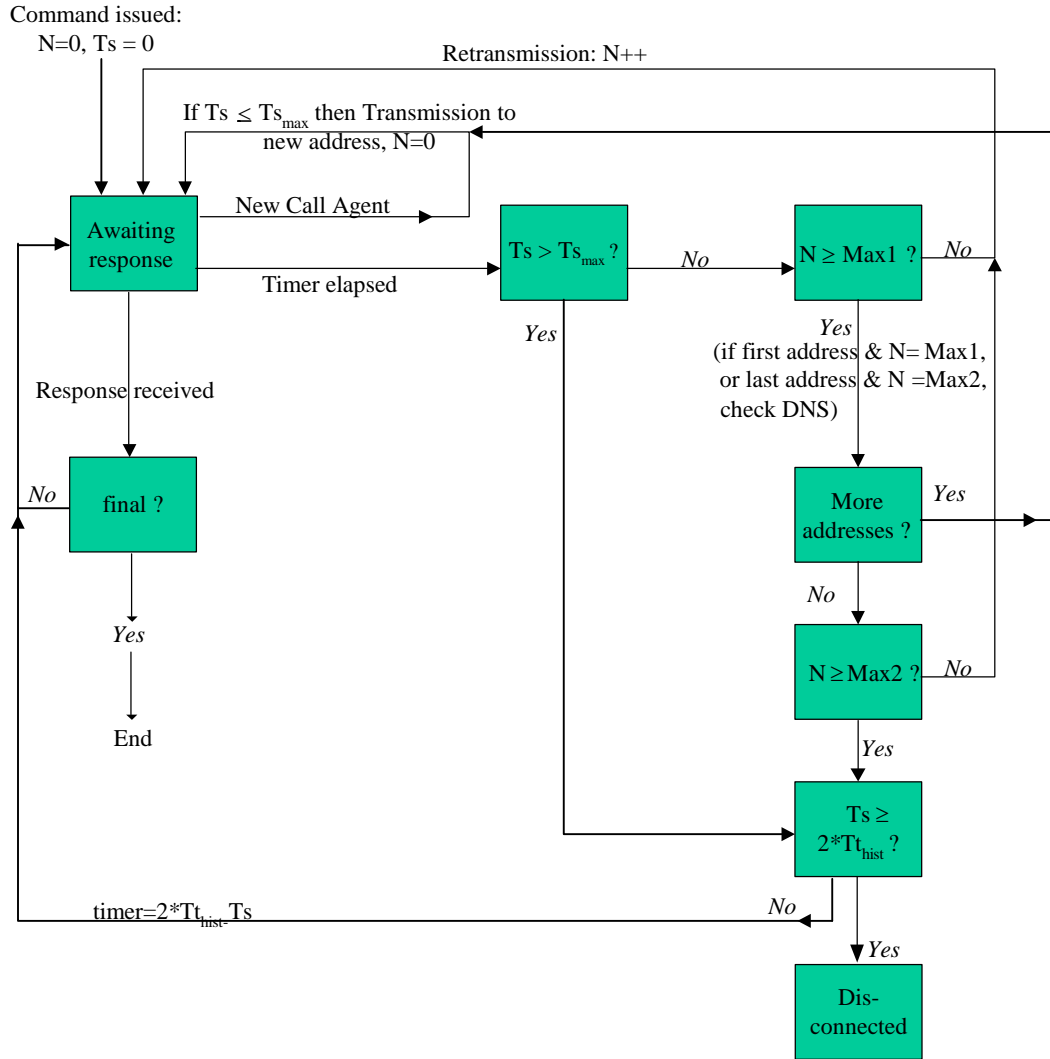 Command issued:
N=0, Ts = 0
Retransmission: N++
If Ts ≤ Ts_max then Transmission to
new address, N=0
New Call Agent
Awaiting
response
Timer elapsed
Ts > Ts_max ?
No
N ≥ Max1 ?
No
Yes
Yes
(if first address & N= Max1,
or last address & N =Max2,
check DNS)
Response received
final ?
No
More
addresses ?
Yes
No
Yes
N ≥ Max2 ?
No
End
Yes
Ts ≥
2*Tt_hist ?
timer=2*Tt_hist-Ts
No
Yes
Dis-
connected